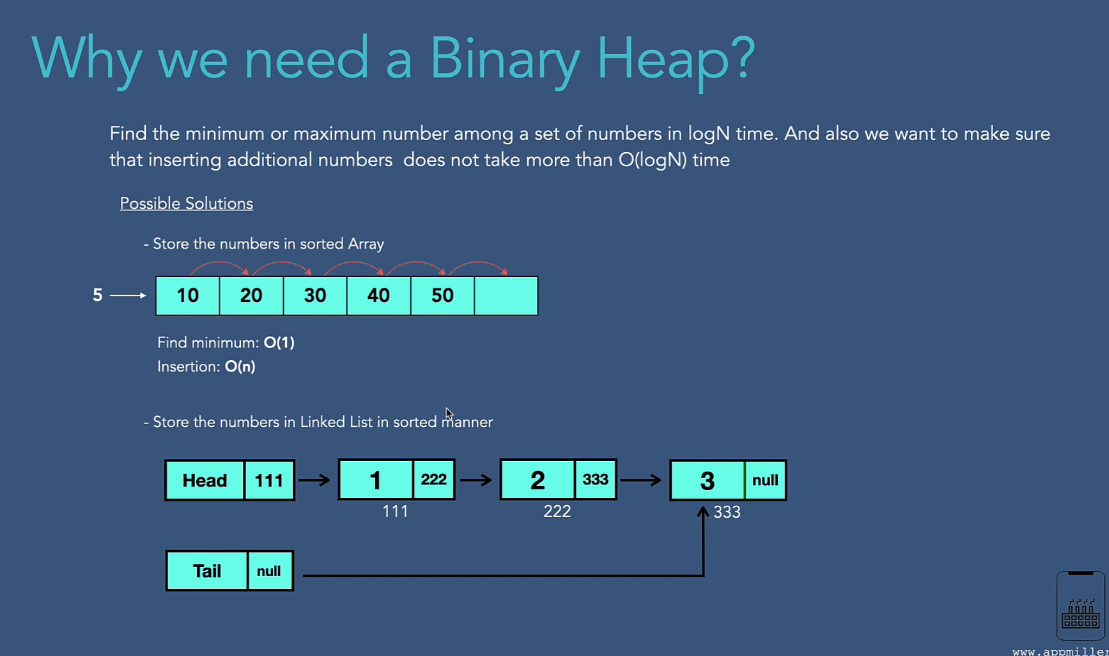 Why we need a Binary Heap?
Find the minimum or maximum number among a set of numbers in logN time. And also we want to make sure
that inserting additional numbers does not take more than O(logN) time
Possible Solutions
- Store the numbers in sorted Array
5 10 20 30 40 50
Find minimum: O(1)
Insertion: O(n)
- Store the numbers in Linked List in sorted manner
Head 111 1 222 2 333 3 null
111 222 333
Tail null
www.appmiller